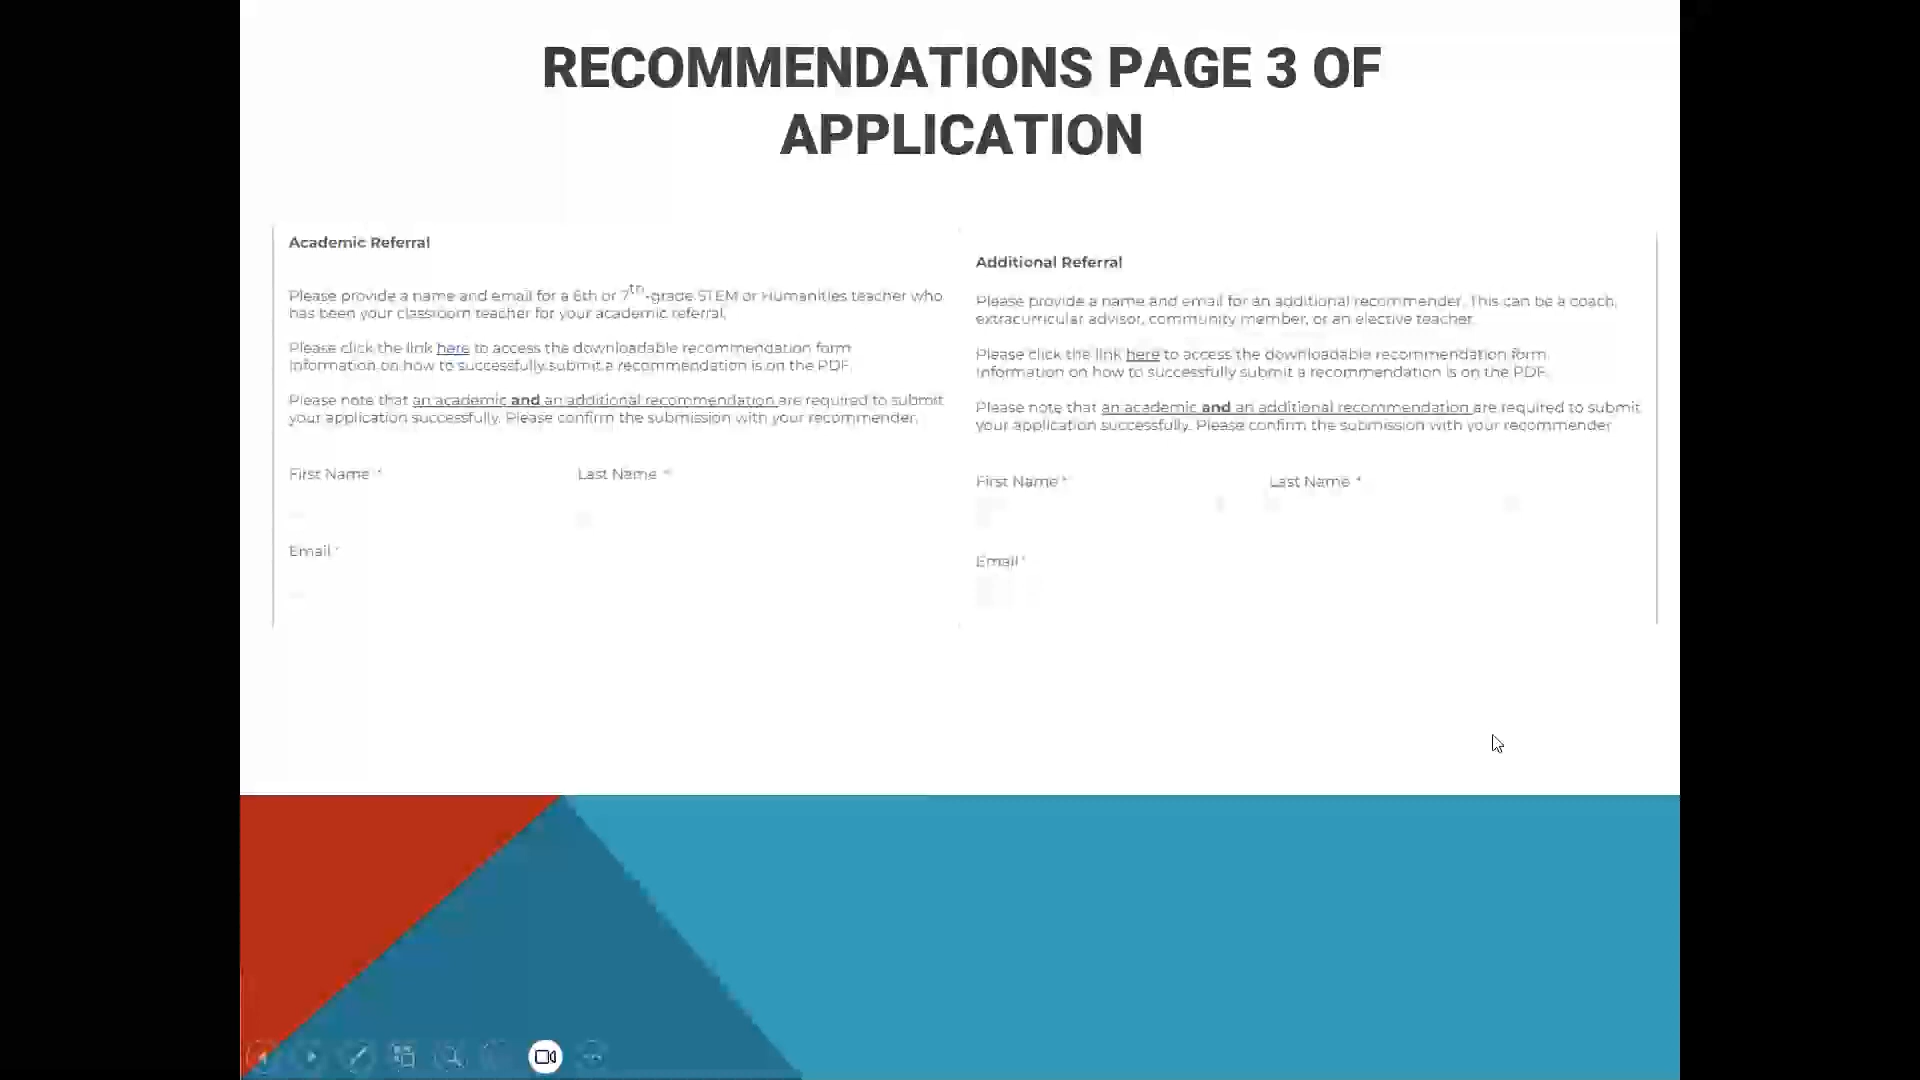 RECOMMENDATIONS PAGE 3 OF
APPLICATION
Academic Referral
Please provide a name and email for a 6th or 7th-grade STEM or Humanities teacher who
has been your classroom teacher for your academic referral.
Please click the link here to access the downloadable recommendation form
Information on how to successfully submit a recommendation is on the PDF.
Please note that an academic and an additional recommendation are required to submit
your application successfully. Please confirm the submission with your recommender.
First Name * Last Name *
Email *
Additional Referral
Please provide a name and email for an additional recommender. This can be a coach,
extracurricular advisor, community member, or an elective teacher.
Please click the link here to access the downloadable recommendation form.
Information on how to successfully submit a recommendation is on the PDF.
Please note that an academic and an additional recommendation are required to submit
your application successfully. Please confirm the submission with your recommender
First Name * Last Name *
Email *